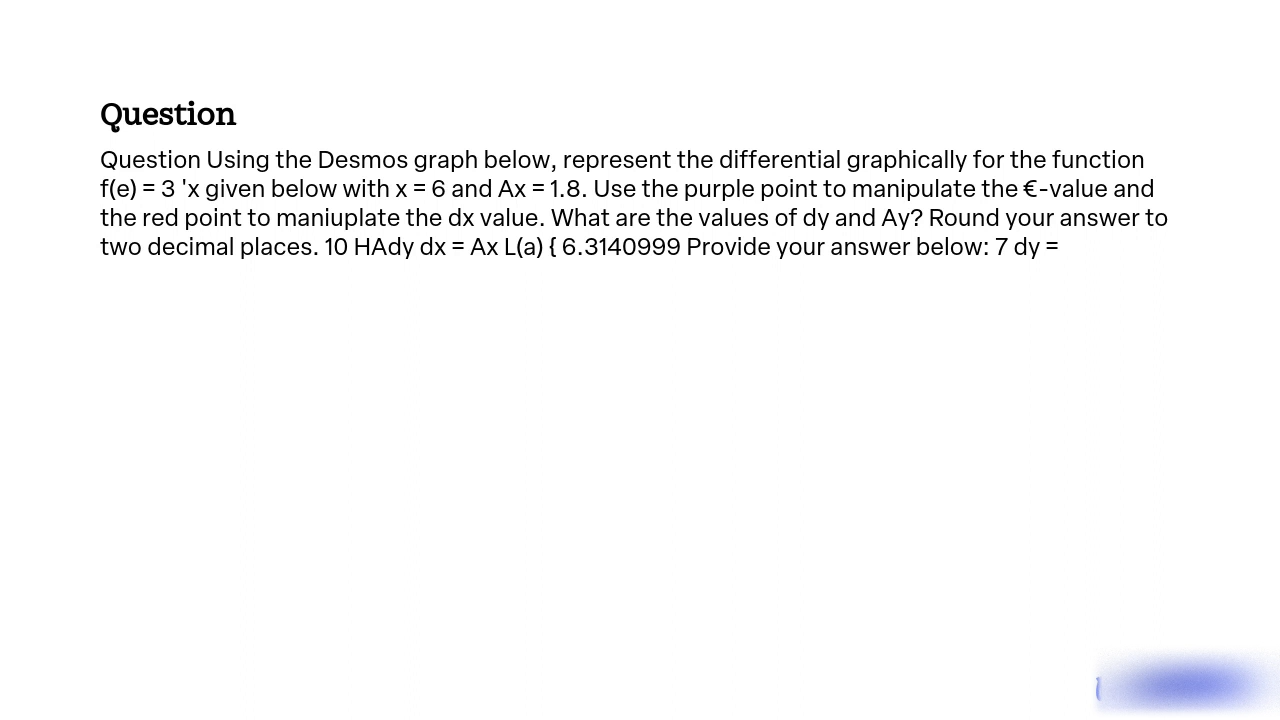 Question
Question Using the Desmos graph below, represent the differential graphically for the function
f(e) = 3 'x given below with x = 6 and Ax = 1.8. Use the purple point to manipulate the €-value and
the red point to maniuplate the dx value. What are the values of dy and Ay? Round your answer to
two decimal places. 10 HAdy dx = Ax L(a) { 6.3140999 Provide your answer below: 7 dy =